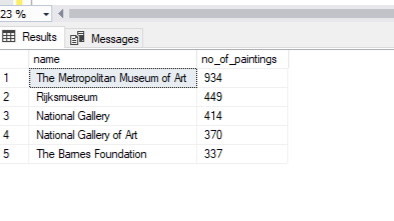 23 %
Results Messages
name no_of_paintings
1 The Metropolitan Museum of Art 934
2 Rijksmuseum 449
3 National Gallery 414
4 National Gallery of Art 370
5 The Barnes Foundation 337